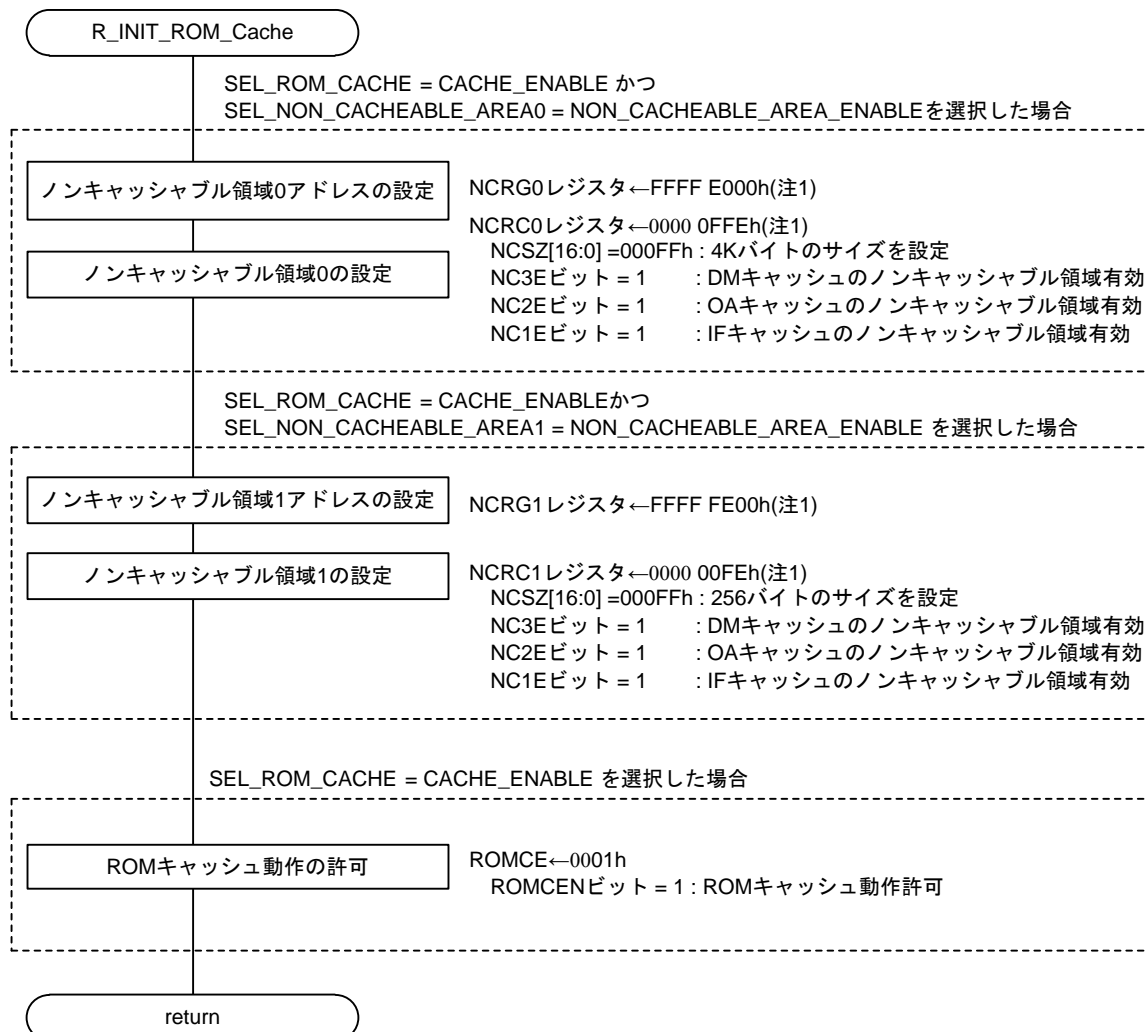 R_INIT_ROM_Cache
SEL_ROM_CACHE = CACHE_ENABLE かつ
SEL_NON_CACHEABLE_AREA0 = NON_CACHEABLE_AREA_ENABLEを選択した場合
ノンキャッシャブル領域0アドレスの設定
NCRG0レジスタ←FFFF E000h(注1)
ノンキャッシャブル領域0の設定
NCRC0レジスタ←0000 0FFEh(注1)
NCSZ[16:0] =000FFh : 4Kバイトのサイズを設定
NC3Eビット = 1 : DMキャッシュのノンキャッシャブル領域有効
NC2Eビット = 1 : OAキャッシュのノンキャッシャブル領域有効
NC1Eビット = 1 : IFキャッシュのノンキャッシャブル領域有効
SEL_ROM_CACHE = CACHE_ENABLEかつ
SEL_NON_CACHEABLE_AREA1 = NON_CACHEABLE_AREA_ENABLE を選択した場合
ノンキャッシャブル領域1アドレスの設定
NCRG1レジスタ←FFFF FE00h(注1)
ノンキャッシャブル領域1の設定
NCRC1レジスタ←0000 00FEh(注1)
NCSZ[16:0] =000FFh : 256バイトのサイズを設定
NC3Eビット = 1 : DMキャッシュのノンキャッシャブル領域有効
NC2Eビット = 1 : OAキャッシュのノンキャッシャブル領域有効
NC1Eビット = 1 : IFキャッシュのノンキャッシャブル領域有効
SEL_ROM_CACHE = CACHE_ENABLE を選択した場合
ROMキャッシュ動作の許可
ROMCE←0001h
ROMCENビット = 1 : ROMキャッシュ動作許可
return